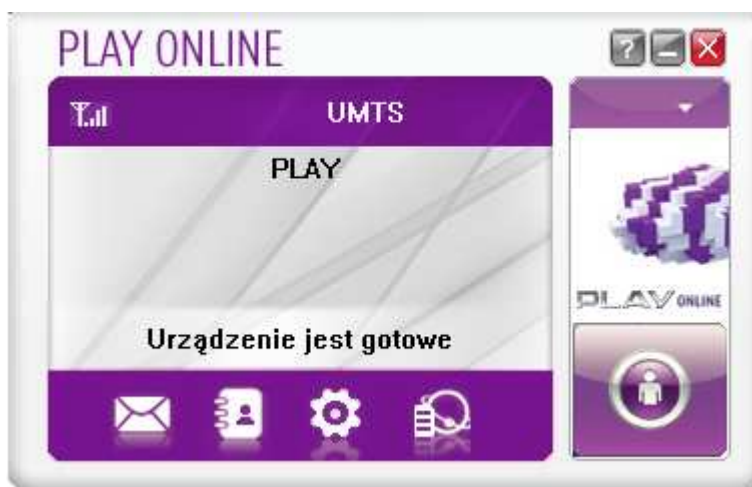 PLAY ONLINE
?
UMTS
PLAY
PLAY ONLINE
Urządzenie jest gotowe